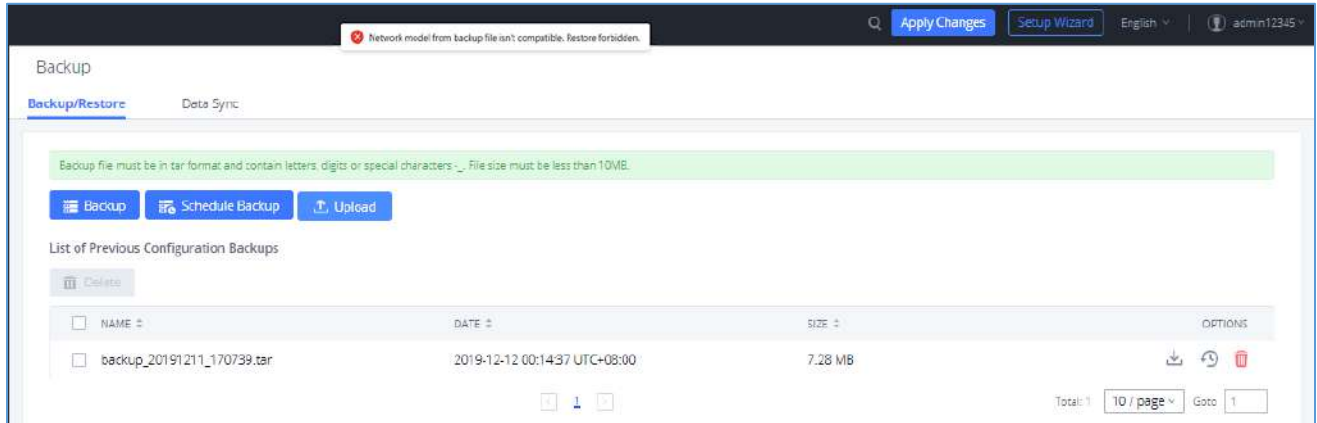 Apply Changes Setup Wizard English admin12345
Network model from backup file isn't compatible. Restore forbidden.
Backup
Backup/Restore Data Sync
Backup file must be in tar format and contain letters, digits or special characters -_. File size must be less than 10MB.
Backup Schedule Backup Upload
List of Previous Configuration Backups
Delete
NAME DATE SIZE OPTIONS
backup_20191211_170739.tar 2019-12-12 00:14:37 UTC+08:00 7.28 MB
1 Total: 1 10 / page Goto 1